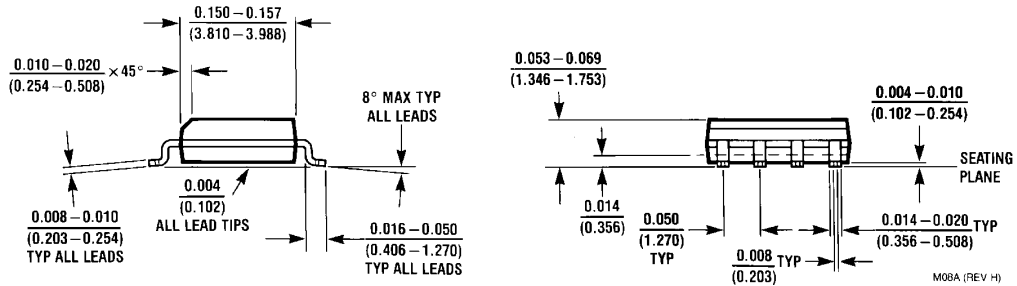 0.150 – 0.157
(3.810 – 3.988)
0.010 – 0.020
(0.254 – 0.508)
×45°
8° MAX TYP
ALL LEADS
0.004
(0.102)
ALL LEAD TIPS
0.008 – 0.010
(0.203 – 0.254)
TYP ALL LEADS
0.016 – 0.050
(0.406 – 1.270)
TYP ALL LEADS
0.053 – 0.069
(1.346 – 1.753)
0.004 – 0.010
(0.102 – 0.254)
SEATING
PLANE
0.014
(0.356)
0.050
(1.270)
TYP
0.014 – 0.020
(0.356 – 0.508)
TYP
0.008
(0.203)
TYP
M08A (REV H)